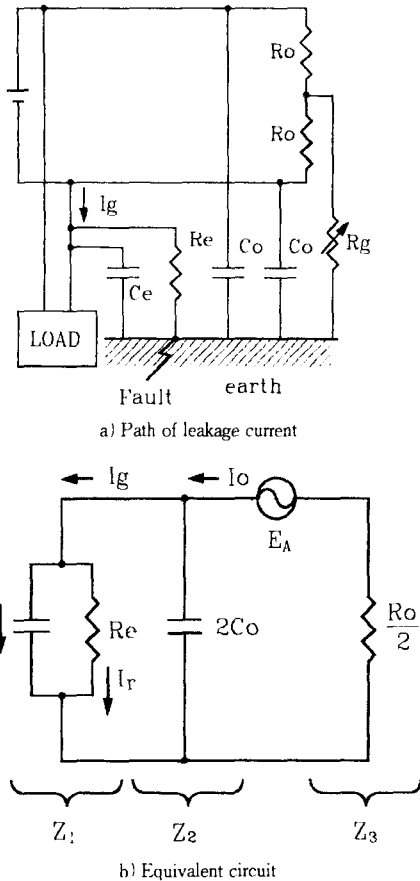 Ro
Ro
Ig
Re
Co
Co
Rg
Ce
LOAD
Fault
earth
a) Path of leakage current
Ig
Io
E_A
Re
2Co
Ro
2
Ir
Z₁
Z₂
Z₃
b) Equivalent circuit